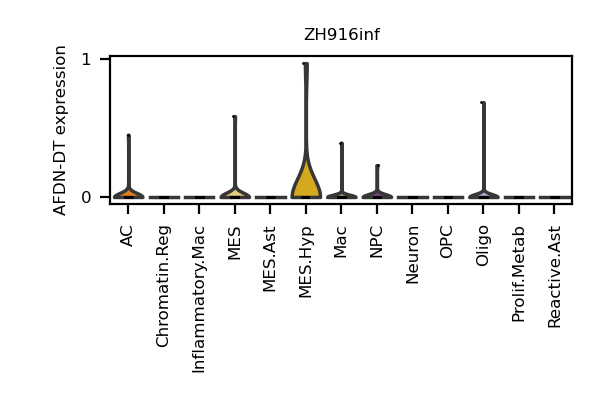 ZH916inf
AFDN-DT expression
1
0
AC
Chromatin.Reg
Inflammatory.Mac
MES
MES.Ast
MES.Hyp
Mac
NPC
Neuron
OPC
Oligo
Prolif.Metab
Reactive.Ast